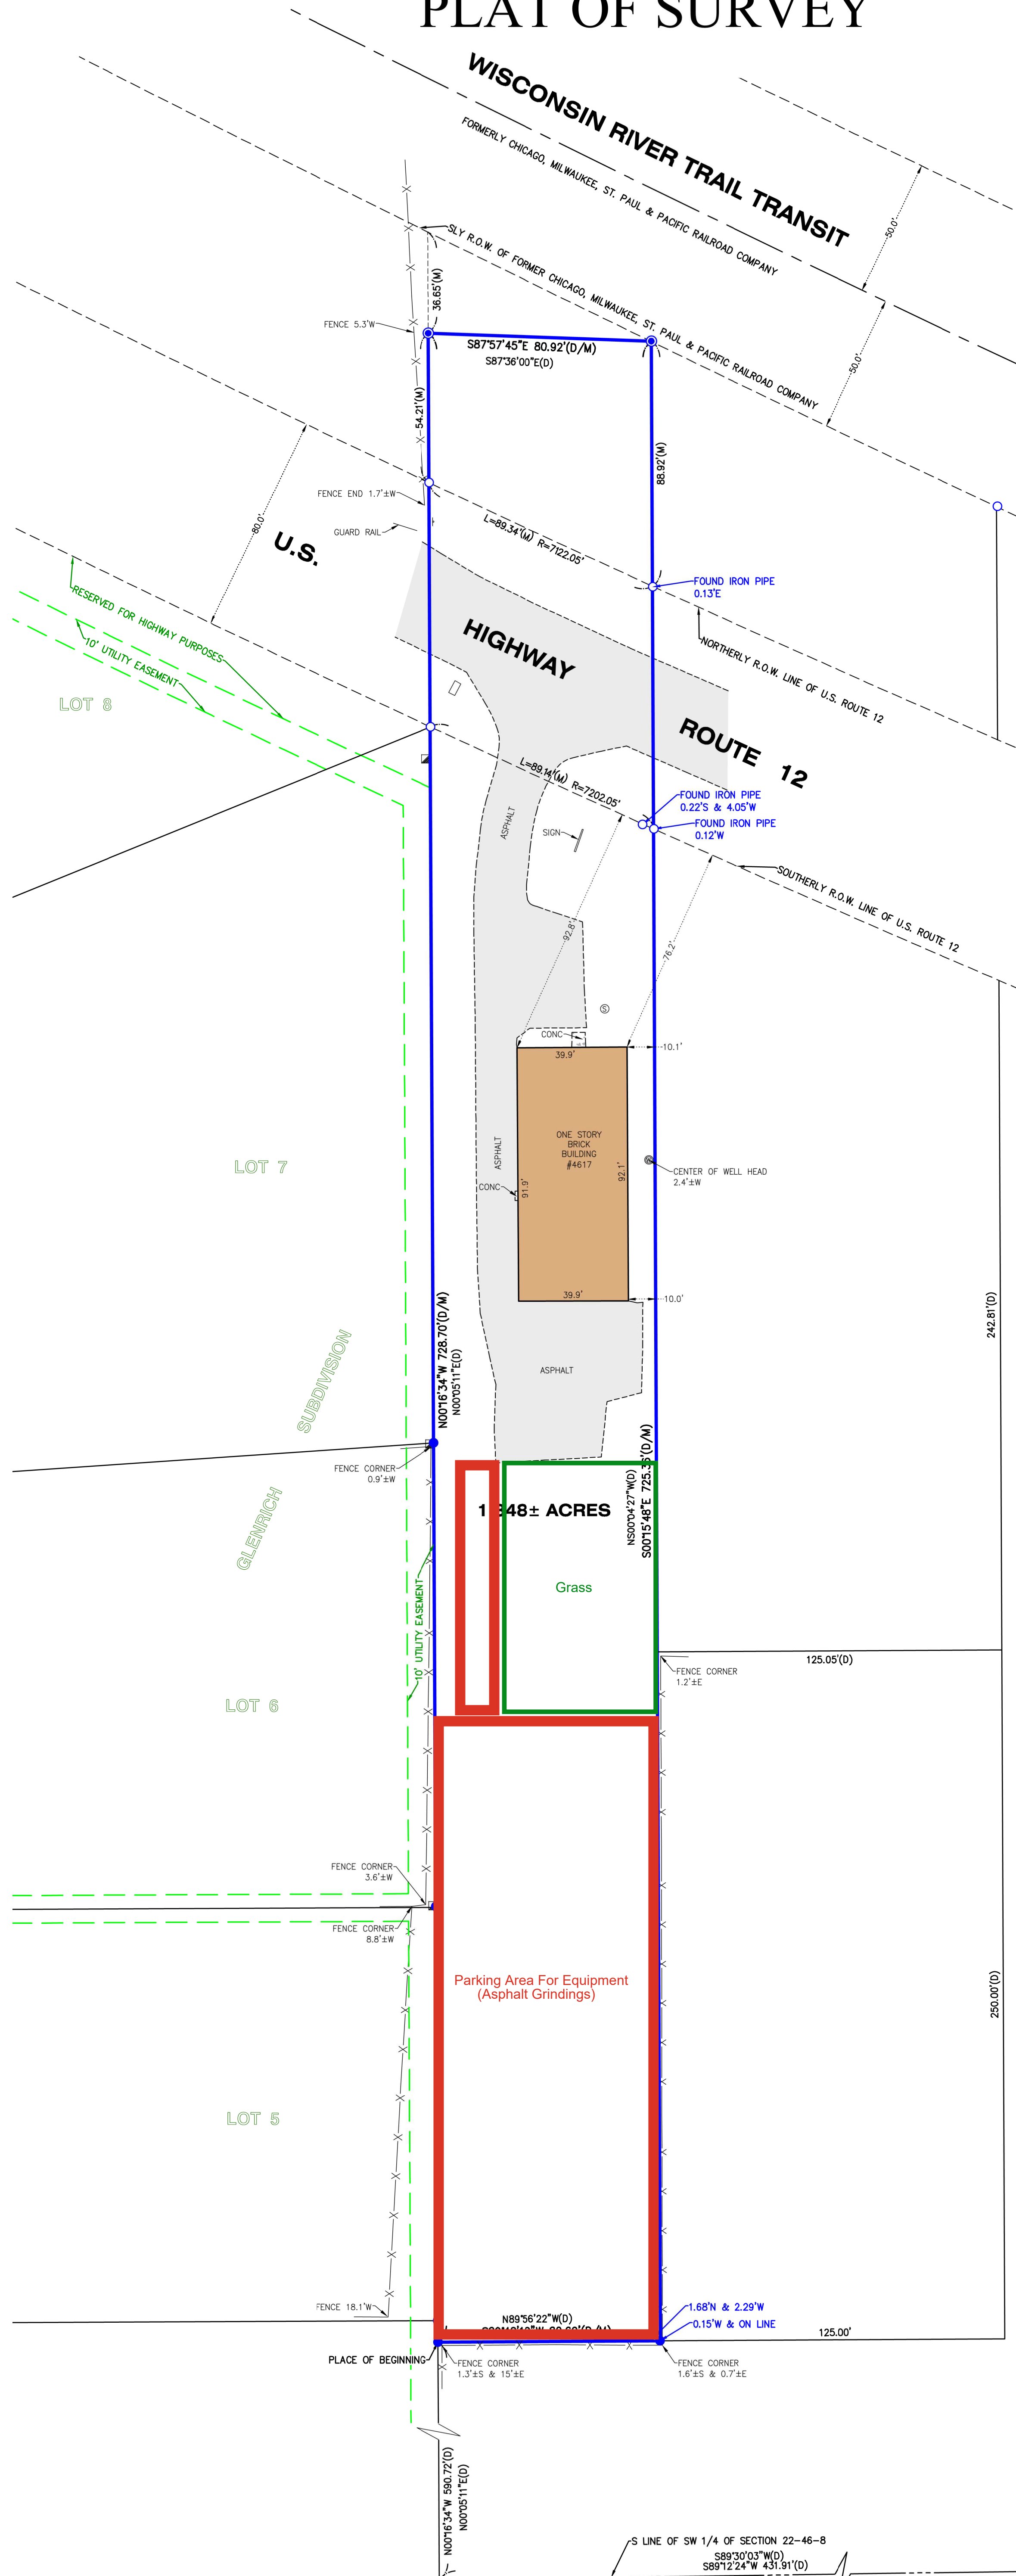 PLAT OF SURVEY
WISCONSIN RIVER TRAIL TRANSIT
FORMERLY CHICAGO, MILWAUKEE, ST. PAUL & PACIFIC RAILROAD COMPANY
50.0'
SLY R.O.W. OF FORMER CHICAGO, MILWAUKEE, ST. PAUL & PACIFIC RAILROAD COMPANY
36.65'(M)
FENCE 5.3'W
S87°57'45"E 80.92'(D/M)
S87°36'00"E(D)
50.0'
54.21'(M)
88.92'(M)
FENCE END 1.7'±W
GUARD RAIL
80.0'
U.S.
L=89.34'(M) R=7122.05'
FOUND IRON PIPE
0.13'E
RESERVED FOR HIGHWAY PURPOSES
10' UTILITY EASEMENT
HIGHWAY
NORTHERLY R.O.W. LINE OF U.S. ROUTE 12
LOT 8
ROUTE 12
L=89.14'(M) R=7202.05'
FOUND IRON PIPE
0.22'S & 4.05'W
FOUND IRON PIPE
0.12'W
ASPHALT
SIGN
SOUTHERLY R.O.W. LINE OF U.S. ROUTE 12
92.8'
76.2'
S
CONC
39.9'
10.1'
ONE STORY
BRICK
BUILDING
#4617
ASPHALT
LOT 7
CENTER OF WELL HEAD
2.4'±W
CONC
91.9'
92.1'
39.9'
10.0'
242.81'(D)
N00°16'34"W 728.70'(D/M)
N00°05'11"E(D)
SUBDIVISION
ASPHALT
FENCE CORNER
0.9'±W
NS00°04'27"W(D)
S00°15'48"E 725.36'(D/M)
GLENRICH
1 848± ACRES
Grass
10' UTILITY EASEMENT
125.05'(D)
FENCE CORNER
1.2'±E
LOT 6
FENCE CORNER
3.6'±W
FENCE CORNER
8.8'±W
Parking Area For Equipment
(Asphalt Grindings)
250.00'(D)
LOT 5
FENCE 18.1'W
1.68'N & 2.29'W
N89°56'22"W(D)
0.15'W & ON LINE
125.00'
PLACE OF BEGINNING
FENCE CORNER
1.3'±S & 15'±E
FENCE CORNER
1.6'±S & 0.7'±E
N00°16'34"W 590.72'(D)
N00°05'11"E(D)
S LINE OF SW 1/4 OF SECTION 22-46-8
S89°30'03"W(D)
S89°12'24"W 431.91'(D)